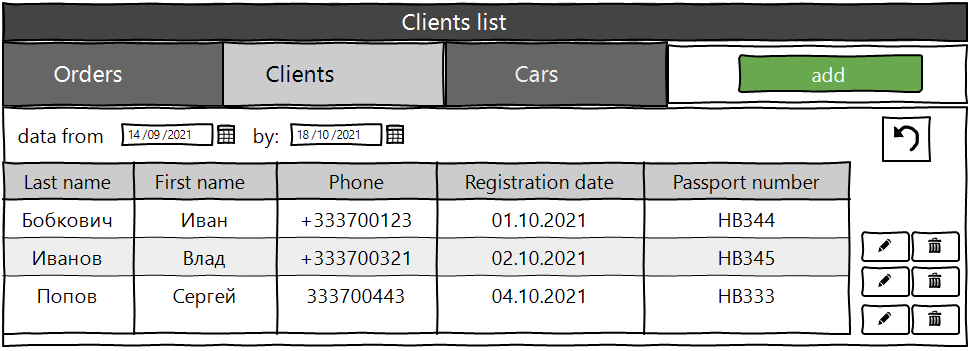 Clients list
Orders Clients Cars add
data from 14/09/2021 by: 18/10/2021
Last name First name Phone Registration date Passport number
Бобкович Иван +333700123 01.10.2021 HB344
Иванов Влад +333700321 02.10.2021 HB345
Попов Сергей 333700443 04.10.2021 HB333